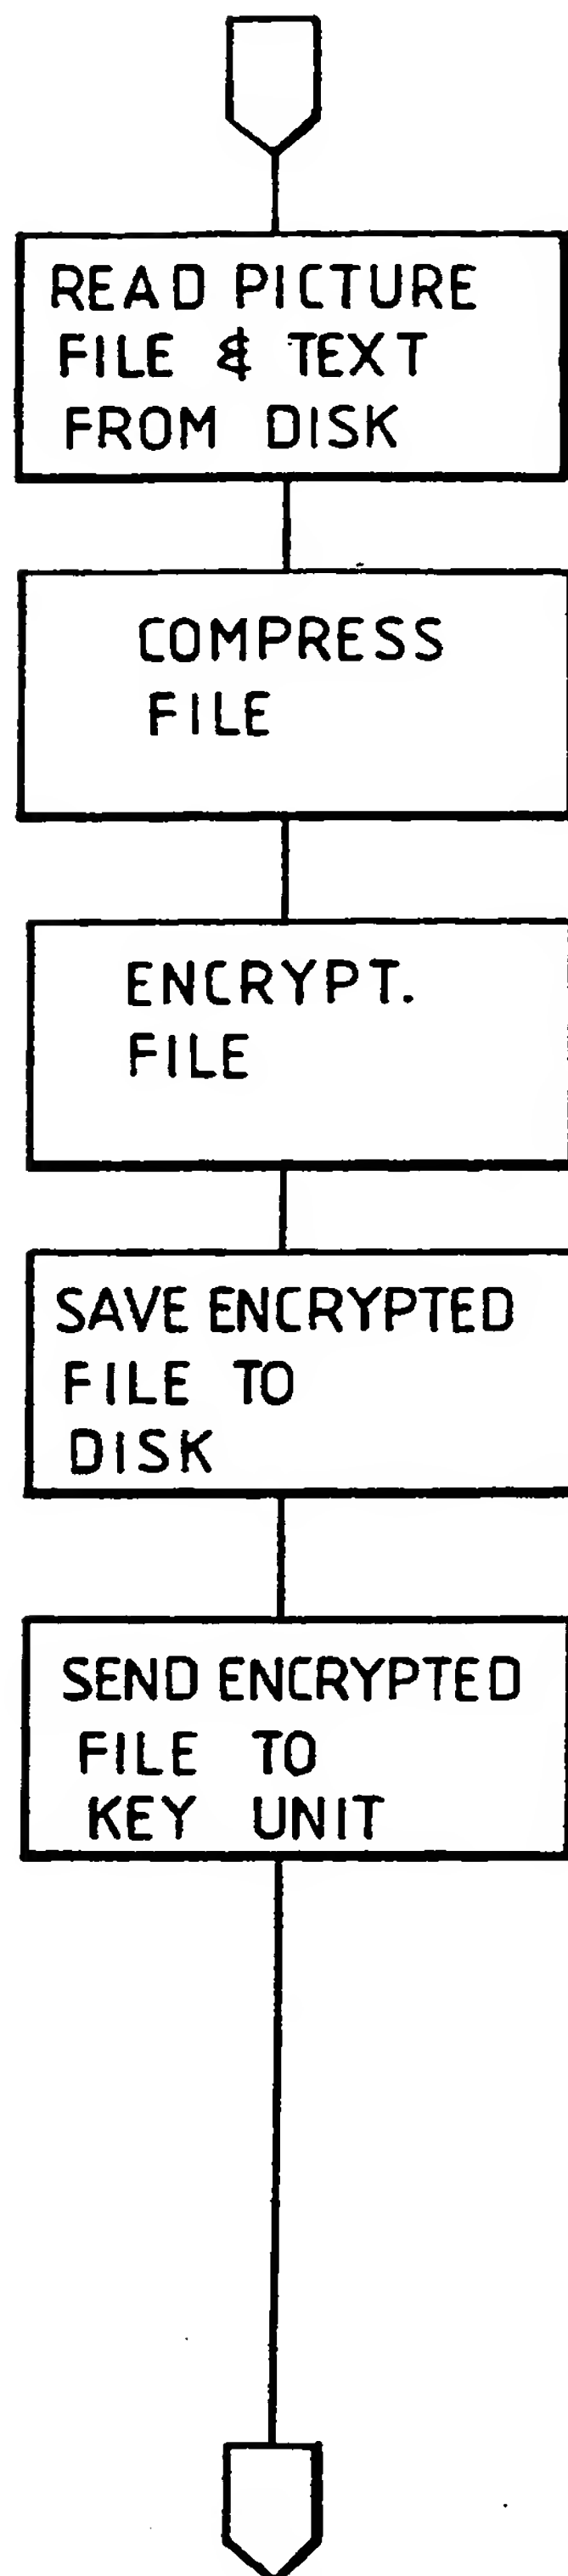 READ PICTURE
FILE & TEXT
FROM DISK
COMPRESS
FILE
ENCRYPT.
FILE
SAVE ENCRYPTED
FILE TO
DISK
SEND ENCRYPTED
FILE TO
KEY UNIT